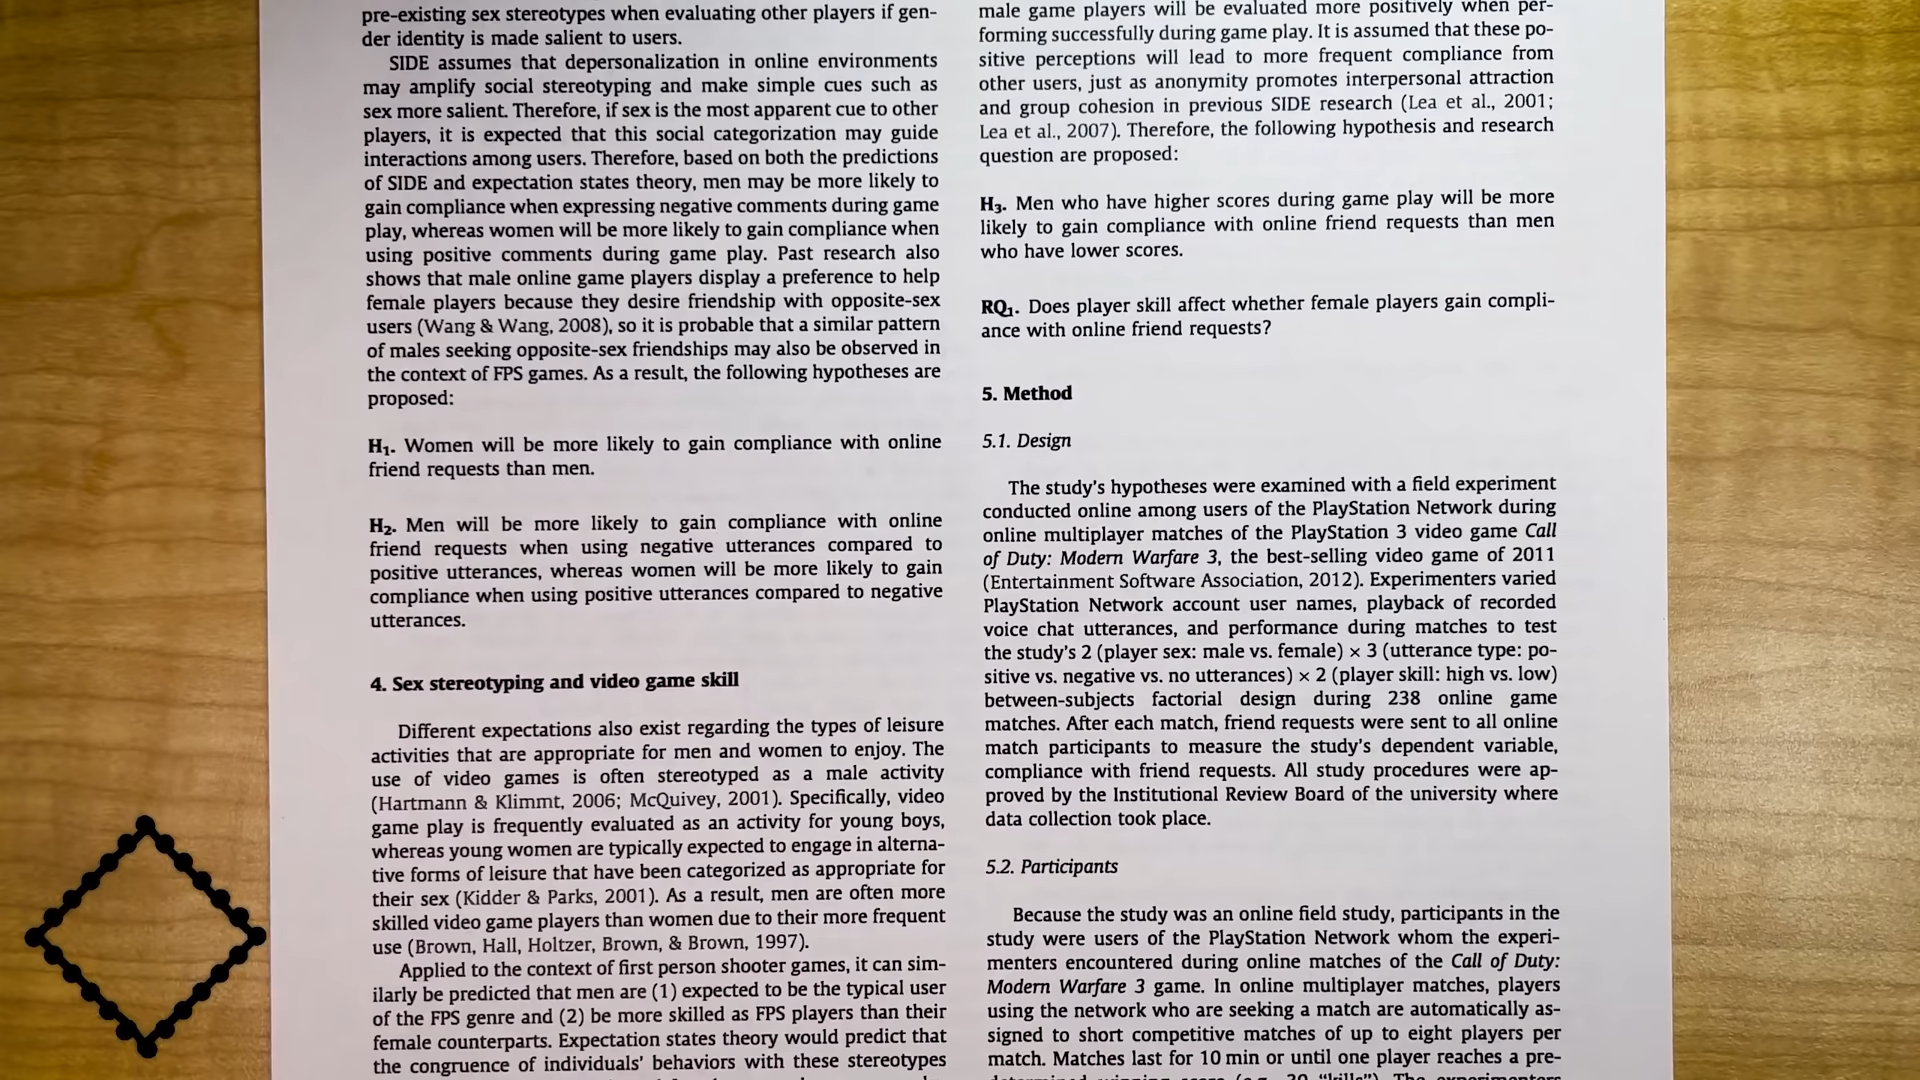 pre-existing sex stereotypes when evaluating other players if gen-
der identity is made salient to users.
SIDE assumes that depersonalization in online environments
may amplify social stereotyping and make simple cues such as
sex more salient. Therefore, if sex is the most apparent cue to other
players, it is expected that this social categorization may guide
interactions among users. Therefore, based on both the predictions
of SIDE and expectation states theory, men may be more likely to
gain compliance when expressing negative comments during game
play, whereas women will be more likely to gain compliance when
using positive comments during game play. Past research also
shows that male online game players display a preference to help
female players because they desire friendship with opposite-sex
users (Wang & Wang, 2008), so it is probable that a similar pattern
of males seeking opposite-sex friendships may also be observed in
the context of FPS games. As a result, the following hypotheses are
proposed:
H1. Women will be more likely to gain compliance with online
friend requests than men.
H2. Men will be more likely to gain compliance with online
friend requests when using negative utterances compared to
positive utterances, whereas women will be more likely to gain
compliance when using positive utterances compared to negative
utterances.
4. Sex stereotyping and video game skill
Different expectations also exist regarding the types of leisure
activities that are appropriate for men and women to enjoy. The
use of video games is often stereotyped as a male activity
(Hartmann & Klimmt, 2006; McQuivey, 2001). Specifically, video
game play is frequently evaluated as an activity for young boys,
whereas young women are typically expected to engage in alterna-
tive forms of leisure that have been categorized as appropriate for
their sex (Kidder & Parks, 2001). As a result, men are often more
skilled video game players than women due to their more frequent
use (Brown, Hall, Holtzer, Brown, & Brown, 1997).
Applied to the context of first person shooter games, it can sim-
ilarly be predicted that men are (1) expected to be the typical user
of the FPS genre and (2) be more skilled as FPS players than their
female counterparts. Expectation states theory would predict that
the congruence of individuals' behaviors with these stereotypes
male game players will be evaluated more positively when per-
forming successfully during game play. It is assumed that these po-
sitive perceptions will lead to more frequent compliance from
other users, just as anonymity promotes interpersonal attraction
and group cohesion in previous SIDE research (Lea et al., 2001;
Lea et al., 2007). Therefore, the following hypothesis and research
question are proposed:
H3. Men who have higher scores during game play will be more
likely to gain compliance with online friend requests than men
who have lower scores.
RQ1. Does player skill affect whether female players gain compli-
ance with online friend requests?
5. Method
5.1. Design
The study's hypotheses were examined with a field experiment
conducted online among users of the PlayStation Network during
online multiplayer matches of the PlayStation 3 video game Call
of Duty: Modern Warfare 3, the best-selling video game of 2011
(Entertainment Software Association, 2012). Experimenters varied
PlayStation Network account user names, playback of recorded
voice chat utterances, and performance during matches to test
the study's 2 (player sex: male vs. female) × 3 (utterance type: po-
sitive vs. negative vs. no utterances) × 2 (player skill: high vs. low)
between-subjects factorial design during 238 online game
matches. After each match, friend requests were sent to all online
match participants to measure the study's dependent variable,
compliance with friend requests. All study procedures were ap-
proved by the Institutional Review Board of the university where
data collection took place.
5.2. Participants
Because the study was an online field study, participants in the
study were users of the PlayStation Network whom the experi-
menters encountered during online matches of the Call of Duty:
Modern Warfare 3 game. In online multiplayer matches, players
using the network who are seeking a match are automatically as-
signed to short competitive matches of up to eight players per
match. Matches last for 10 min or until one player reaches a pre-